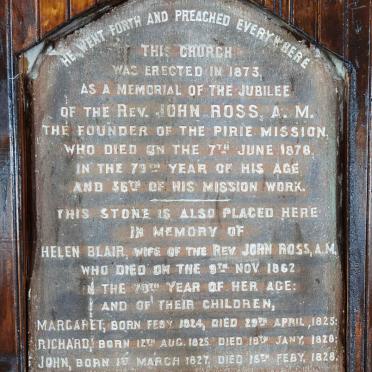 HE WENT FORTH AND PREACHED EVERYWHERE
THIS CHURCH
WAS ERECTED IN 1873,
AS A MEMORIAL OF THE JUBILEE
OF THE REV. JOHN ROSS, A.M.
THE FOUNDER OF THE PIRIE MISSION,
WHO DIED ON THE 7TH JUNE 1878,
IN THE 79TH YEAR OF HIS AGE
AND 56TH OF HIS MISSION WORK.
THIS STONE IS ALSO PLACED HERE
IN MEMORY OF
HELEN BLAIR, WIFE OF THE REV JOHN ROSS, A.M.
WHO DIED ON THE 9TH NOV 1862
IN THE YEAR OF HER AGE:
AND OF THEIR CHILDREN,
MARGARET, BORN FEBY 1824, DIED 29TH APRIL, 1825:
RICHARD, BORN 12TH AUG. 1825 DIED 18TH JANY, 1828:
JOHN, BORN 1ST MARCH 1827, DIED 15TH FEBY, 1828.